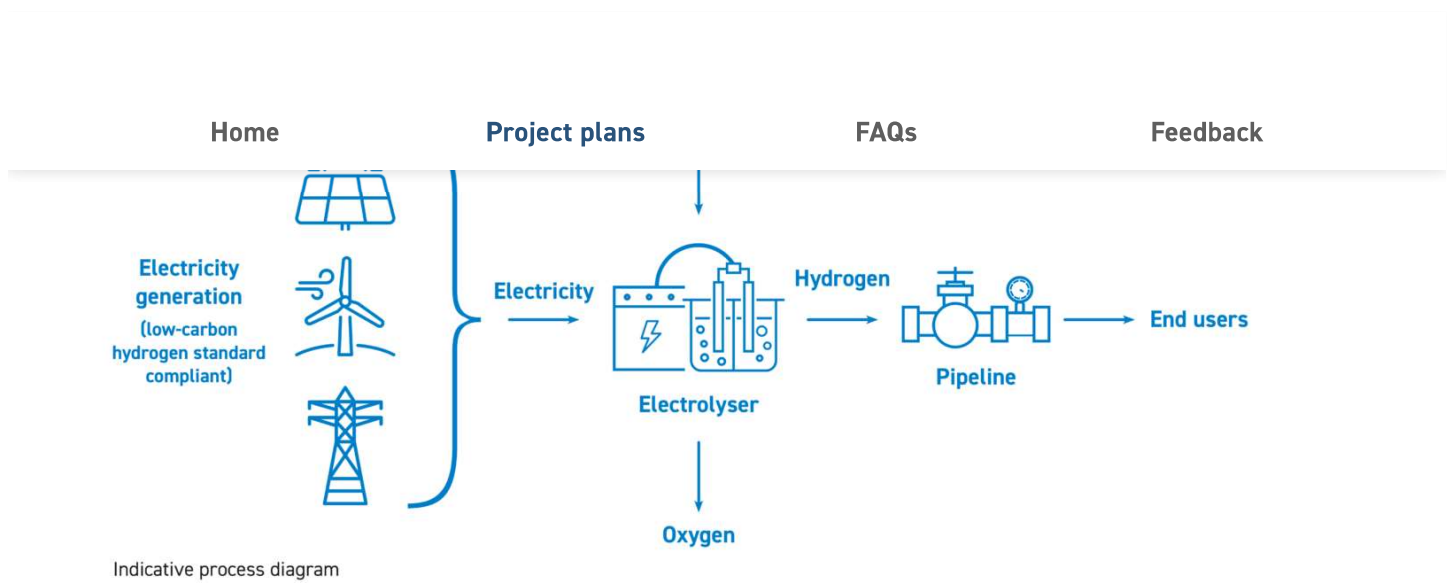 Home
Project plans
FAQs
Feedback
Electricity
generation
(low-carbon
hydrogen standard
compliant)
Electricity
Electrolyser
Hydrogen
Pipeline
End users
Oxygen
Indicative process diagram